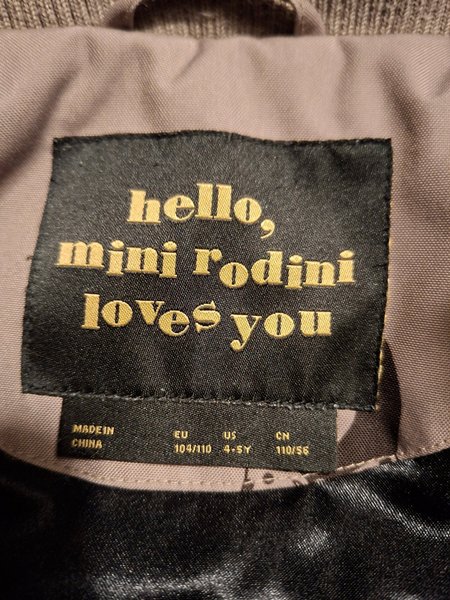 hello,
mini rodini
loves you
MADE IN EU US CN
CHINA 104/110 4-5Y 110/56